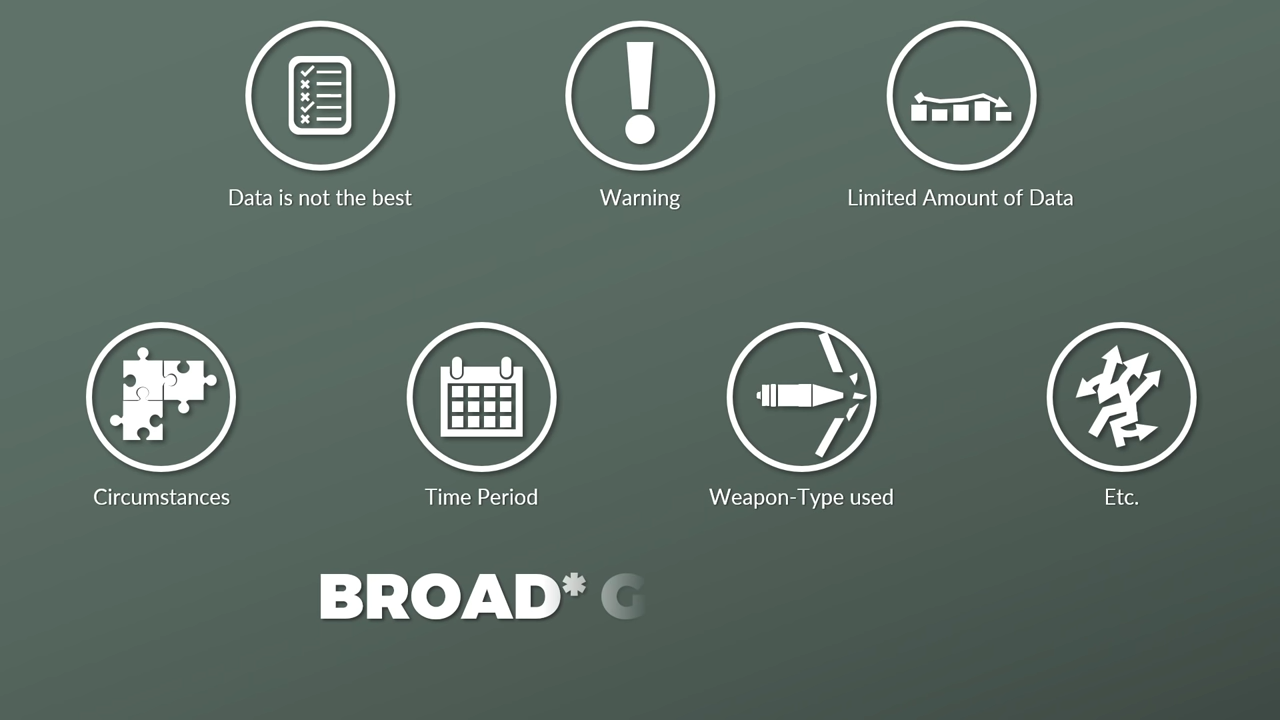 Data is not the best
Warning
Limited Amount of Data
Circumstances
Time Period
Weapon-Type used
Etc.
BROAD* G